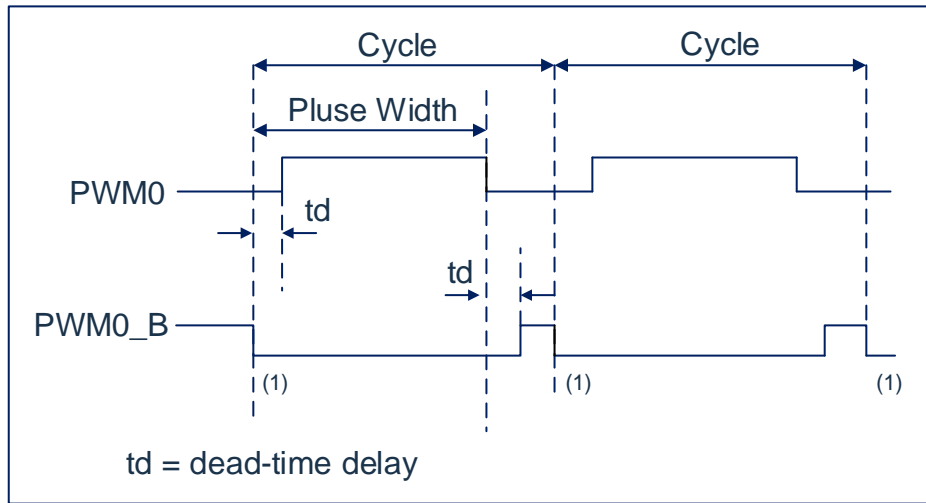 Cycle Cycle
Pluse Width
PWM0
td
td
PWM0_B
(1) (1) (1)
td = dead-time delay